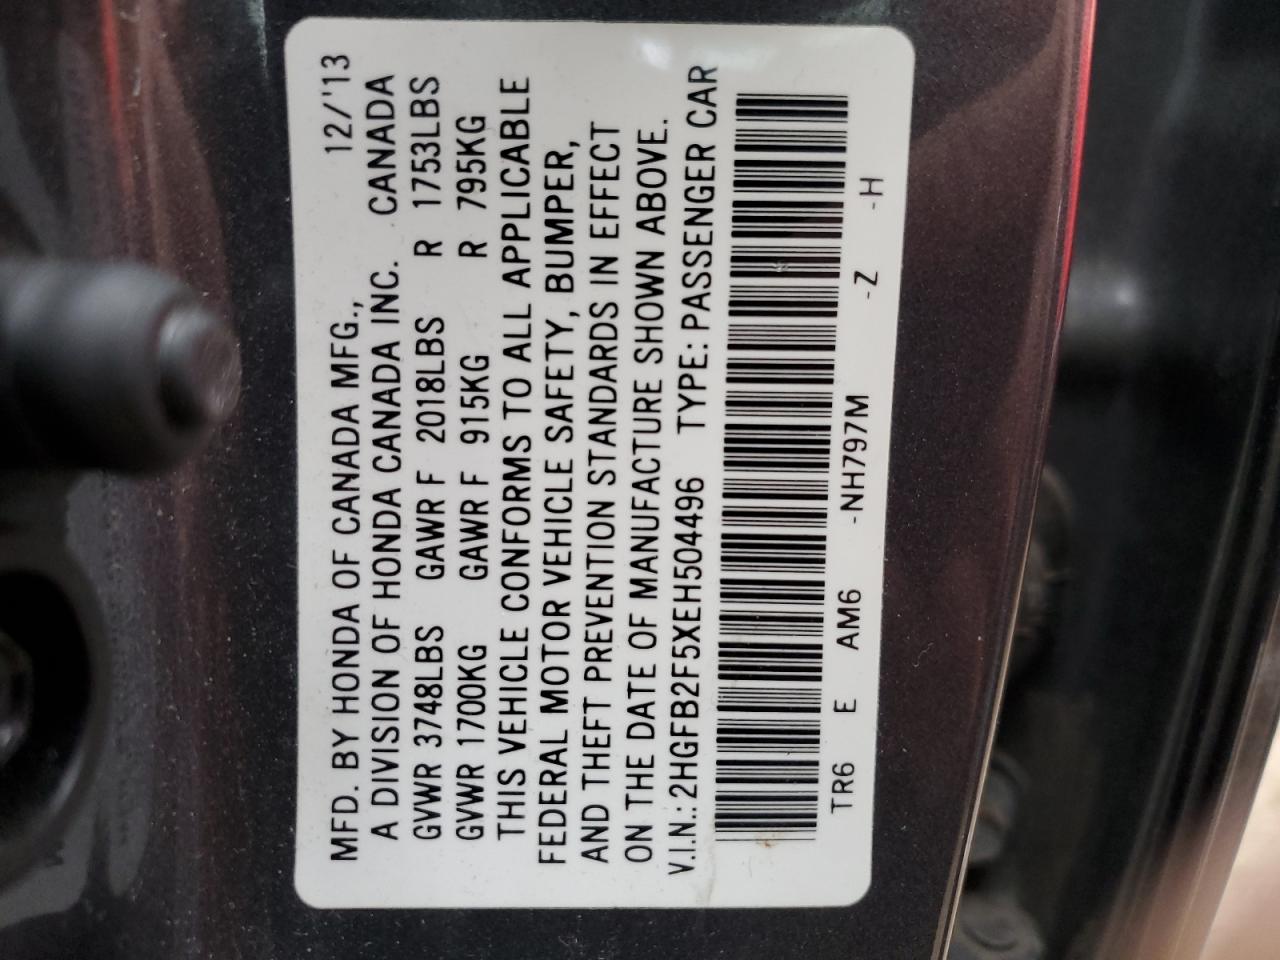 MFD. BY HONDA OF CANADA MFG., 12/'13
A DIVISION OF HONDA CANADA INC. CANADA
GVWR 3748LBS GAWR F 2018LBS R 1753LBS
GVWR 1700KG GAWR F 915KG R 795KG
THIS VEHICLE CONFORMS TO ALL APPLICABLE
FEDERAL MOTOR VEHICLE SAFETY, BUMPER,
AND THEFT PREVENTION STANDARDS IN EFFECT
ON THE DATE OF MANUFACTURE SHOWN ABOVE.
V.I.N.: 2HGFB2F5XEH504496 TYPE: PASSENGER CAR
TR6 E AM6 -NH797M -Z -H